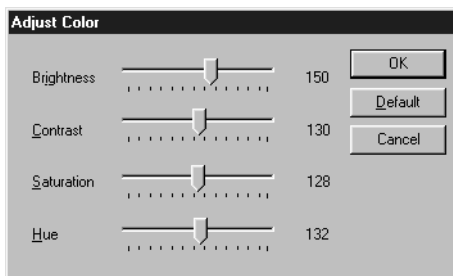 Adjust Color
Brightness 150 OK
Default
Contrast 130 Cancel
Saturation 128
Hue 132